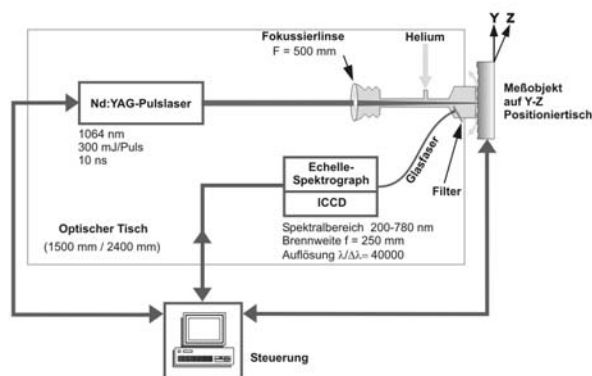 Fokussierlinse
F = 500 mm
Helium
Y Z
Nd:YAG-Pulslaser
1064 nm
300 mJ/Puls
10 ns
Meßobjekt
auf Y-Z
Positioniertisch
Glasfaser
Filter
Echelle-
Spektrograph
ICCD
Spektralbereich 200-780 nm
Brennweite f = 250 mm
Auflösung λ/Δλ= 40000
Optischer Tisch
(1500 mm / 2400 mm)
Steuerung